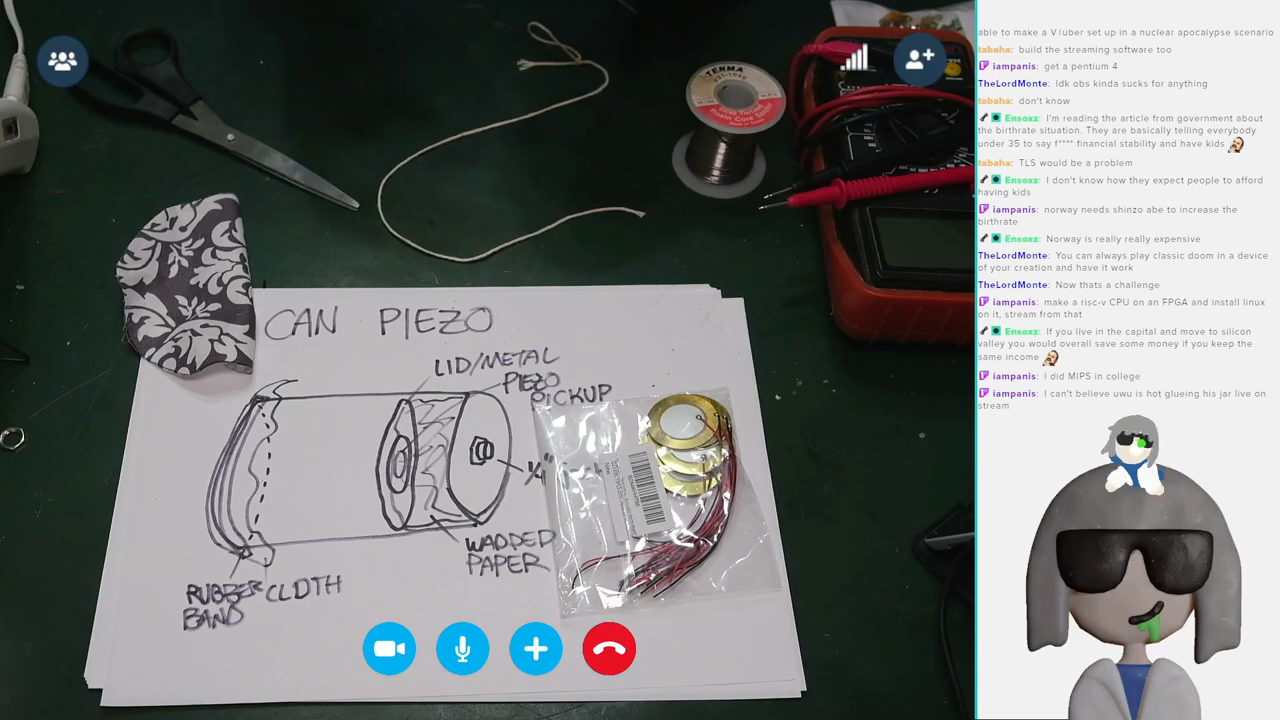 TENMA
Rosin Core Solder
CAN PIEZO
LID/METAL
PIEZO
PICKUP
1/4"
WADDED
PAPER
RUBBER
BAND
CLOTH
able to make a Vtuber set up in a nuclear apocalypse scenario
tabaha: build the streaming software too
iampanis: get a pentium 4
TheLordMonte: Idk obs kinda sucks for anything
tabaha: don't know
Ensoxz: I'm reading the article from government
about the birthrate situation. They are basically telling everybody
under 35 to say f**** financial stability and have kids
tabaha: TLS would be a problem
Ensoxz: I don't know how they expect people to afford
having kids
iampanis: norway needs shinzo abe to increase the
birthrate
Ensoxz: Norway is really really expensive
TheLordMonte: You can always play classic doom in a device
of your creation and have it work
TheLordMonte: Now thats a challenge
iampanis: make a risc-v CPU on an FPGA and install linux
on it, stream from that
Ensoxz: If you live in the capital and move to silicon
valley you would overall save some money if you keep the
same income
iampanis: I did MIPS in college
iampanis: I can't believe uwu is hot glueing his jar live on
stream